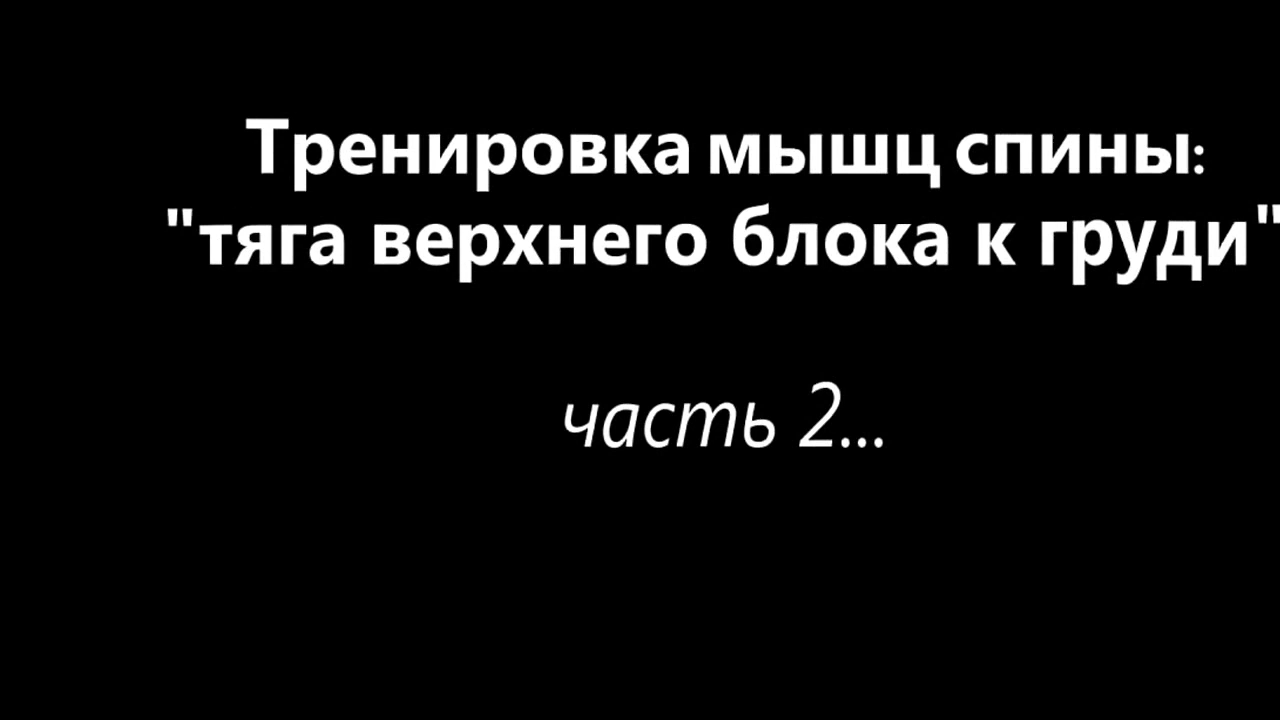 Тренировка мышц спины:
"тяга верхнего блока к груди"
часть 2...